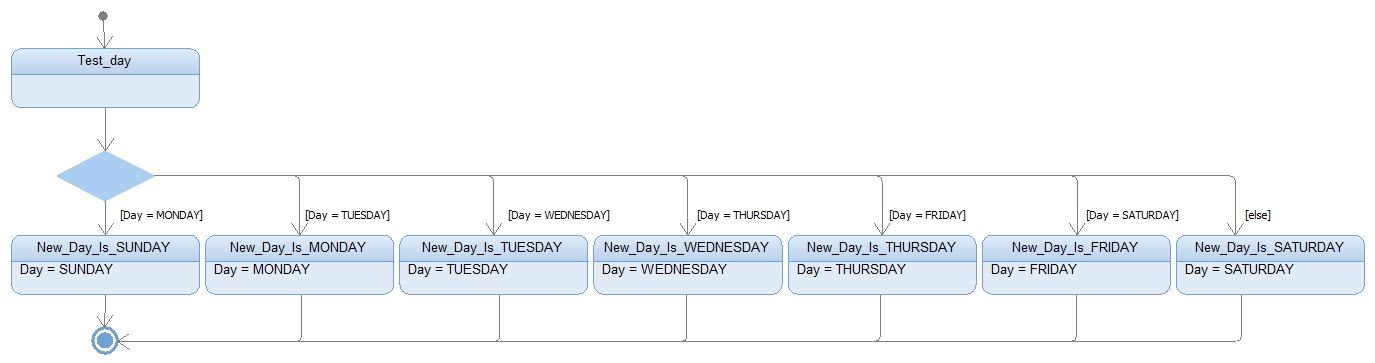 Test_day
[Day = MONDAY]
[Day = TUESDAY]
[Day = WEDNESDAY]
[Day = THURSDAY]
[Day = FRIDAY]
[Day = SATURDAY]
[else]
New_Day_Is_SUNDAY
Day = SUNDAY
New_Day_Is_MONDAY
Day = MONDAY
New_Day_Is_TUESDAY
Day = TUESDAY
New_Day_Is_WEDNESDAY
Day = WEDNESDAY
New_Day_Is_THURSDAY
Day = THURSDAY
New_Day_Is_FRIDAY
Day = FRIDAY
New_Day_Is_SATURDAY
Day = SATURDAY